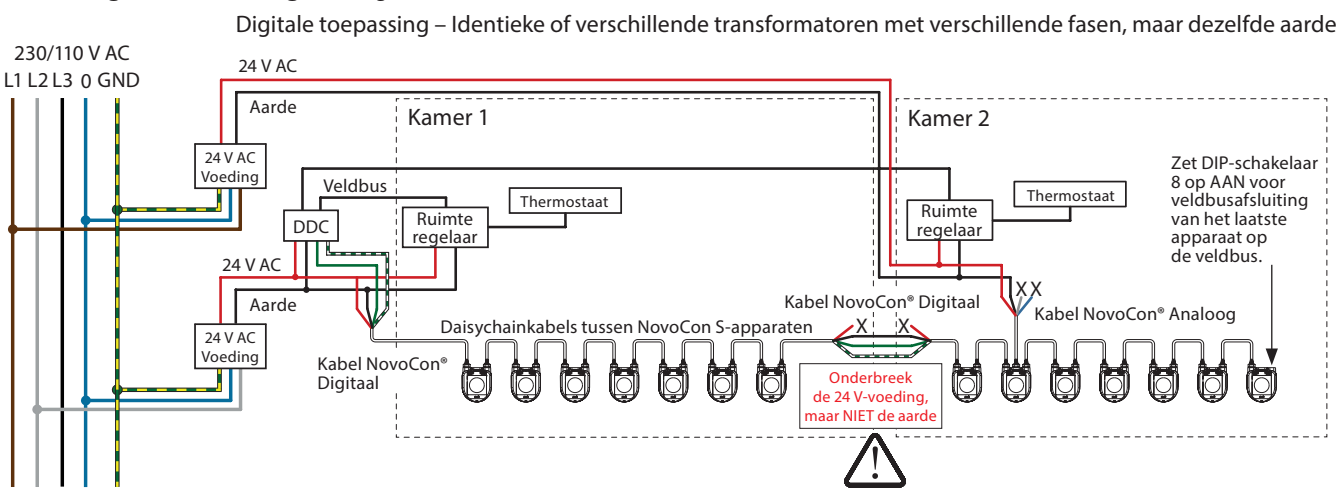 Digitale toepassing – Identieke of verschillende transformatoren met verschillende fasen, maar dezelfde aarde
230/110 V AC
L1 L2 L3 0 GND
24 V AC
Aarde
Kamer 1
Kamer 2
24 V AC
Voeding
Veldbus
Thermostaat
Thermostaat
Zet DIP-schakelaar
8 op AAN voor
veldbusafsluiting
van het laatste
apparaat op
de veldbus.
DDC
Ruimte
regelaar
Ruimte
regelaar
24 V AC
Aarde
24 V AC
Voeding
Kabel NovoCon® Digitaal
X X
Kabel NovoCon® Analoog
Daisychainkabels tussen NovoCon S-apparaten
X X
Kabel NovoCon®
Digitaal
Onderbreek
de 24 V-voeding,
maar NIET de aarde
!